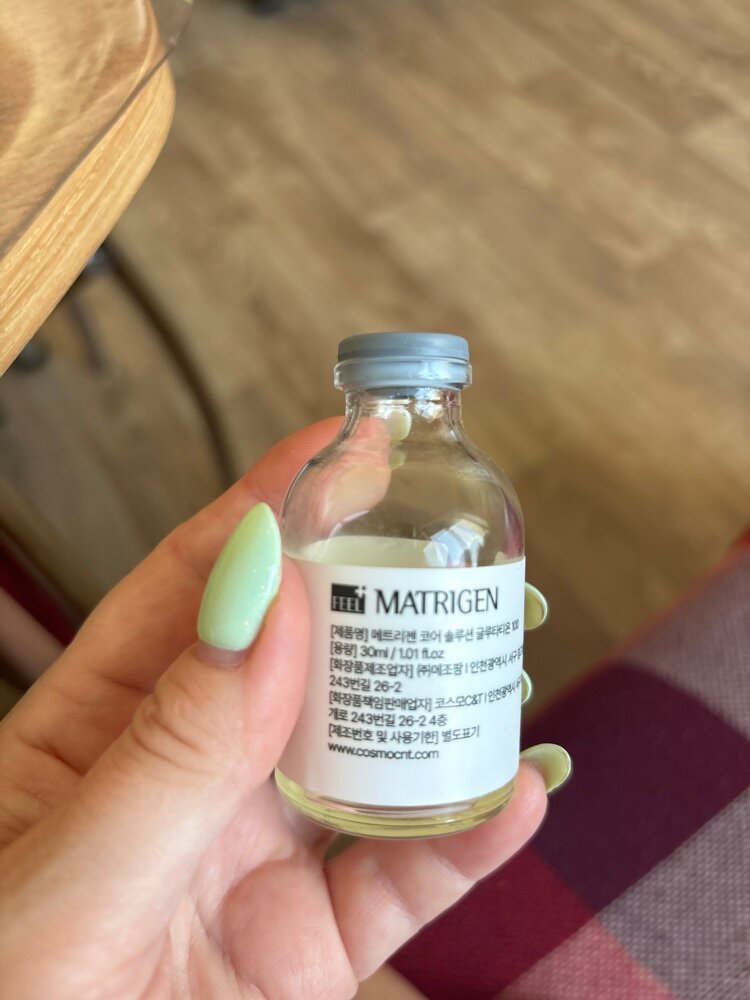 FEEL+ MATRIGEN
[제품명] 메트리젠 코어 솔루션 글루타티온 100
[용량] 30ml / 1.01 fl.oz
[화장품제조업자] (주)메조팜 I 인천광역시 서구
243번길 26-2
[화장품책임판매업자] 코스모C&T I 인천광역시
개로 243번길 26-2 4층
[제조번호 및 사용기한] 별도표기
www.cosmocnt.com